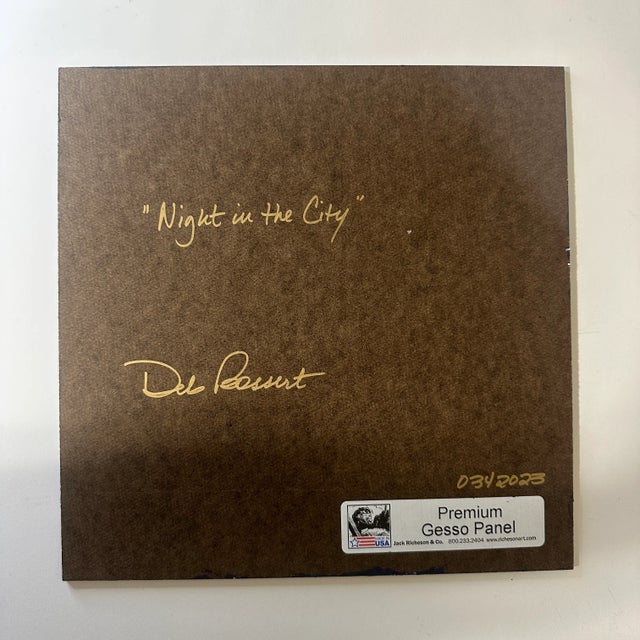 "Night in the City"
Deb Bassert
0342023
Premium
Gesso Panel
USA
Jack Richeson & Co. 800.233.2404 www.richesonart.com